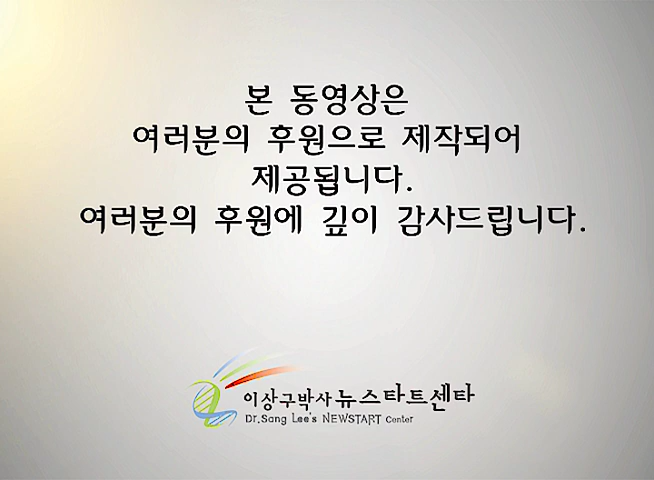 본 동영상은
여러분의 후원으로 제작되어
제공됩니다.
여러분의 후원에 깊이 감사드립니다.
이상구박사 뉴스타트센타
Dr.Sang Lee's NEWSTART Center